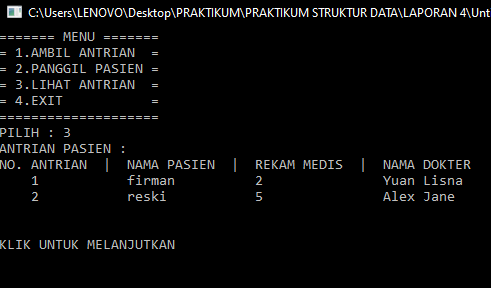 C:\Users\LENOVO\Desktop\PRAKTIKUM\PRAKTIKUM STRUKTUR DATA\LAPORAN 4\Unt
======= MENU =======
= 1.AMBIL ANTRIAN  =
= 2.PANGGIL PASIEN =
= 3.LIHAT ANTRIAN  =
= 4.EXIT           =
====================
PILIH : 3
ANTRIAN PASIEN :
NO. ANTRIAN  |  NAMA PASIEN  |  REKAM MEDIS  |  NAMA DOKTER
1 firman 2 Yuan Lisna
2 reski 5 Alex Jane
KLIK UNTUK MELANJUTKAN